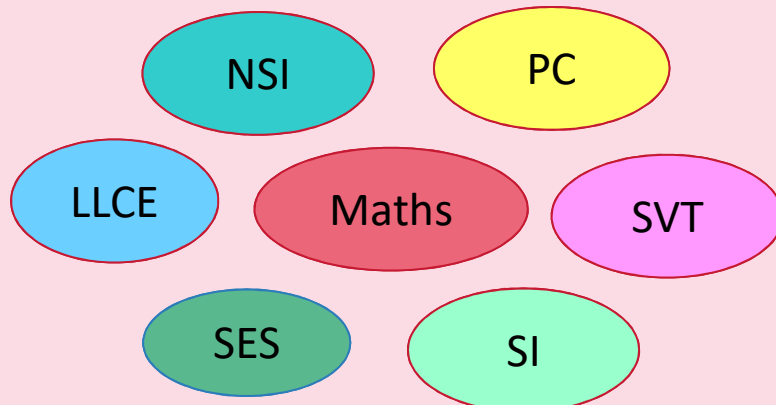 NSI
PC
LLCE
Maths
SVT
SES
SI